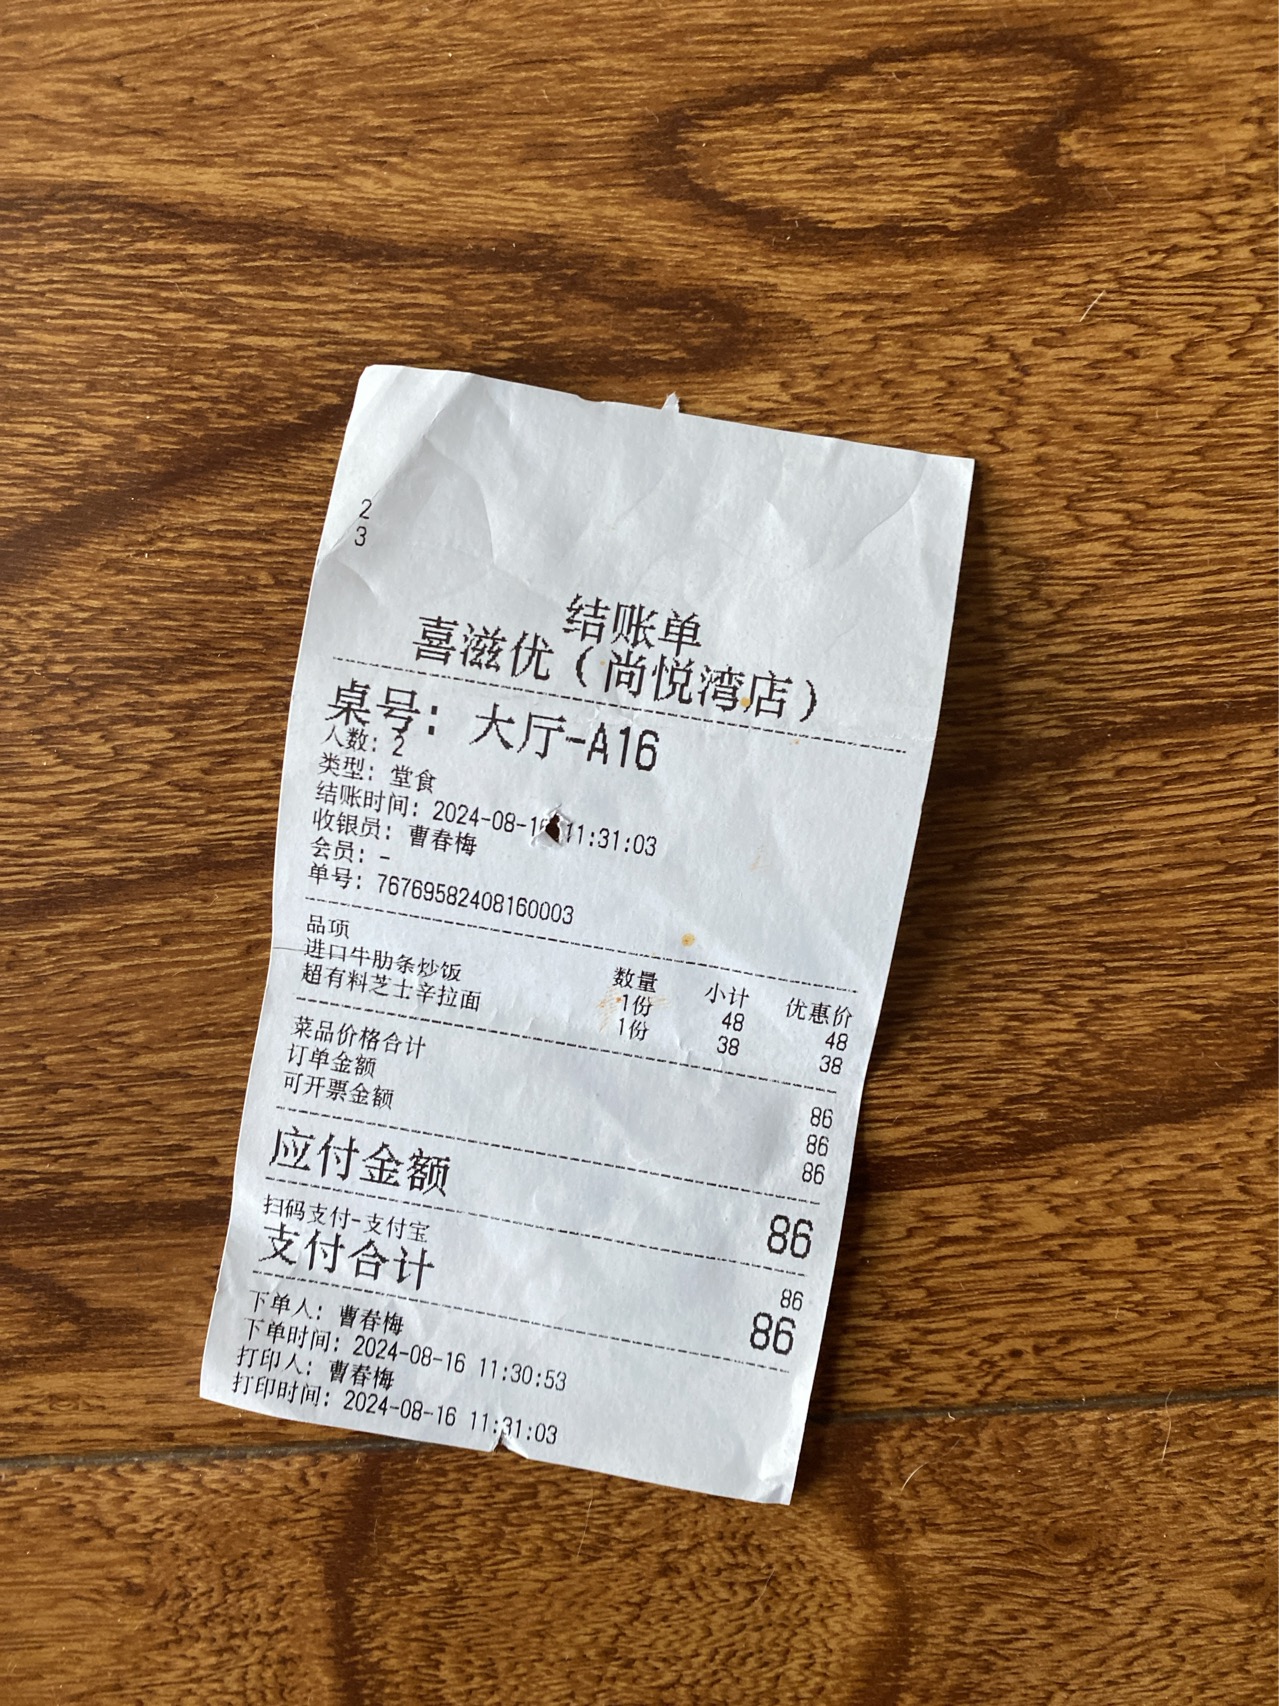 2
3
结账单
喜滋优（尚悦湾店）
桌号: 大厅-A16
人数: 2
类型: 堂食
结账时间: 2024-08-16 11:31:03
收银员: 曹春梅
会员: -
单号: 76769582408160003
品项 数量 小计 优惠价
进口牛肋条炒饭 1份 48 48
超有料芝士辛拉面 1份 38 38
菜品价格合计 86
订单金额 86
可开票金额 86
应付金额 86
扫码支付-支付宝 86
支付合计 86
下单人: 曹春梅
下单时间: 2024-08-16 11:30:53
打印人: 曹春梅
打印时间: 2024-08-16 11:31:03